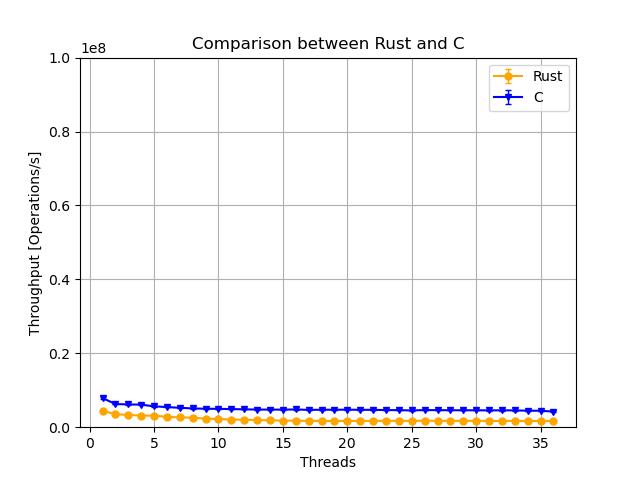 Comparison between Rust and C
1e8
1.0
0.8
0.6
0.4
0.2
0.0
Throughput [Operations/s]
0 5 10 15 20 25 30 35
Threads
Rust
C